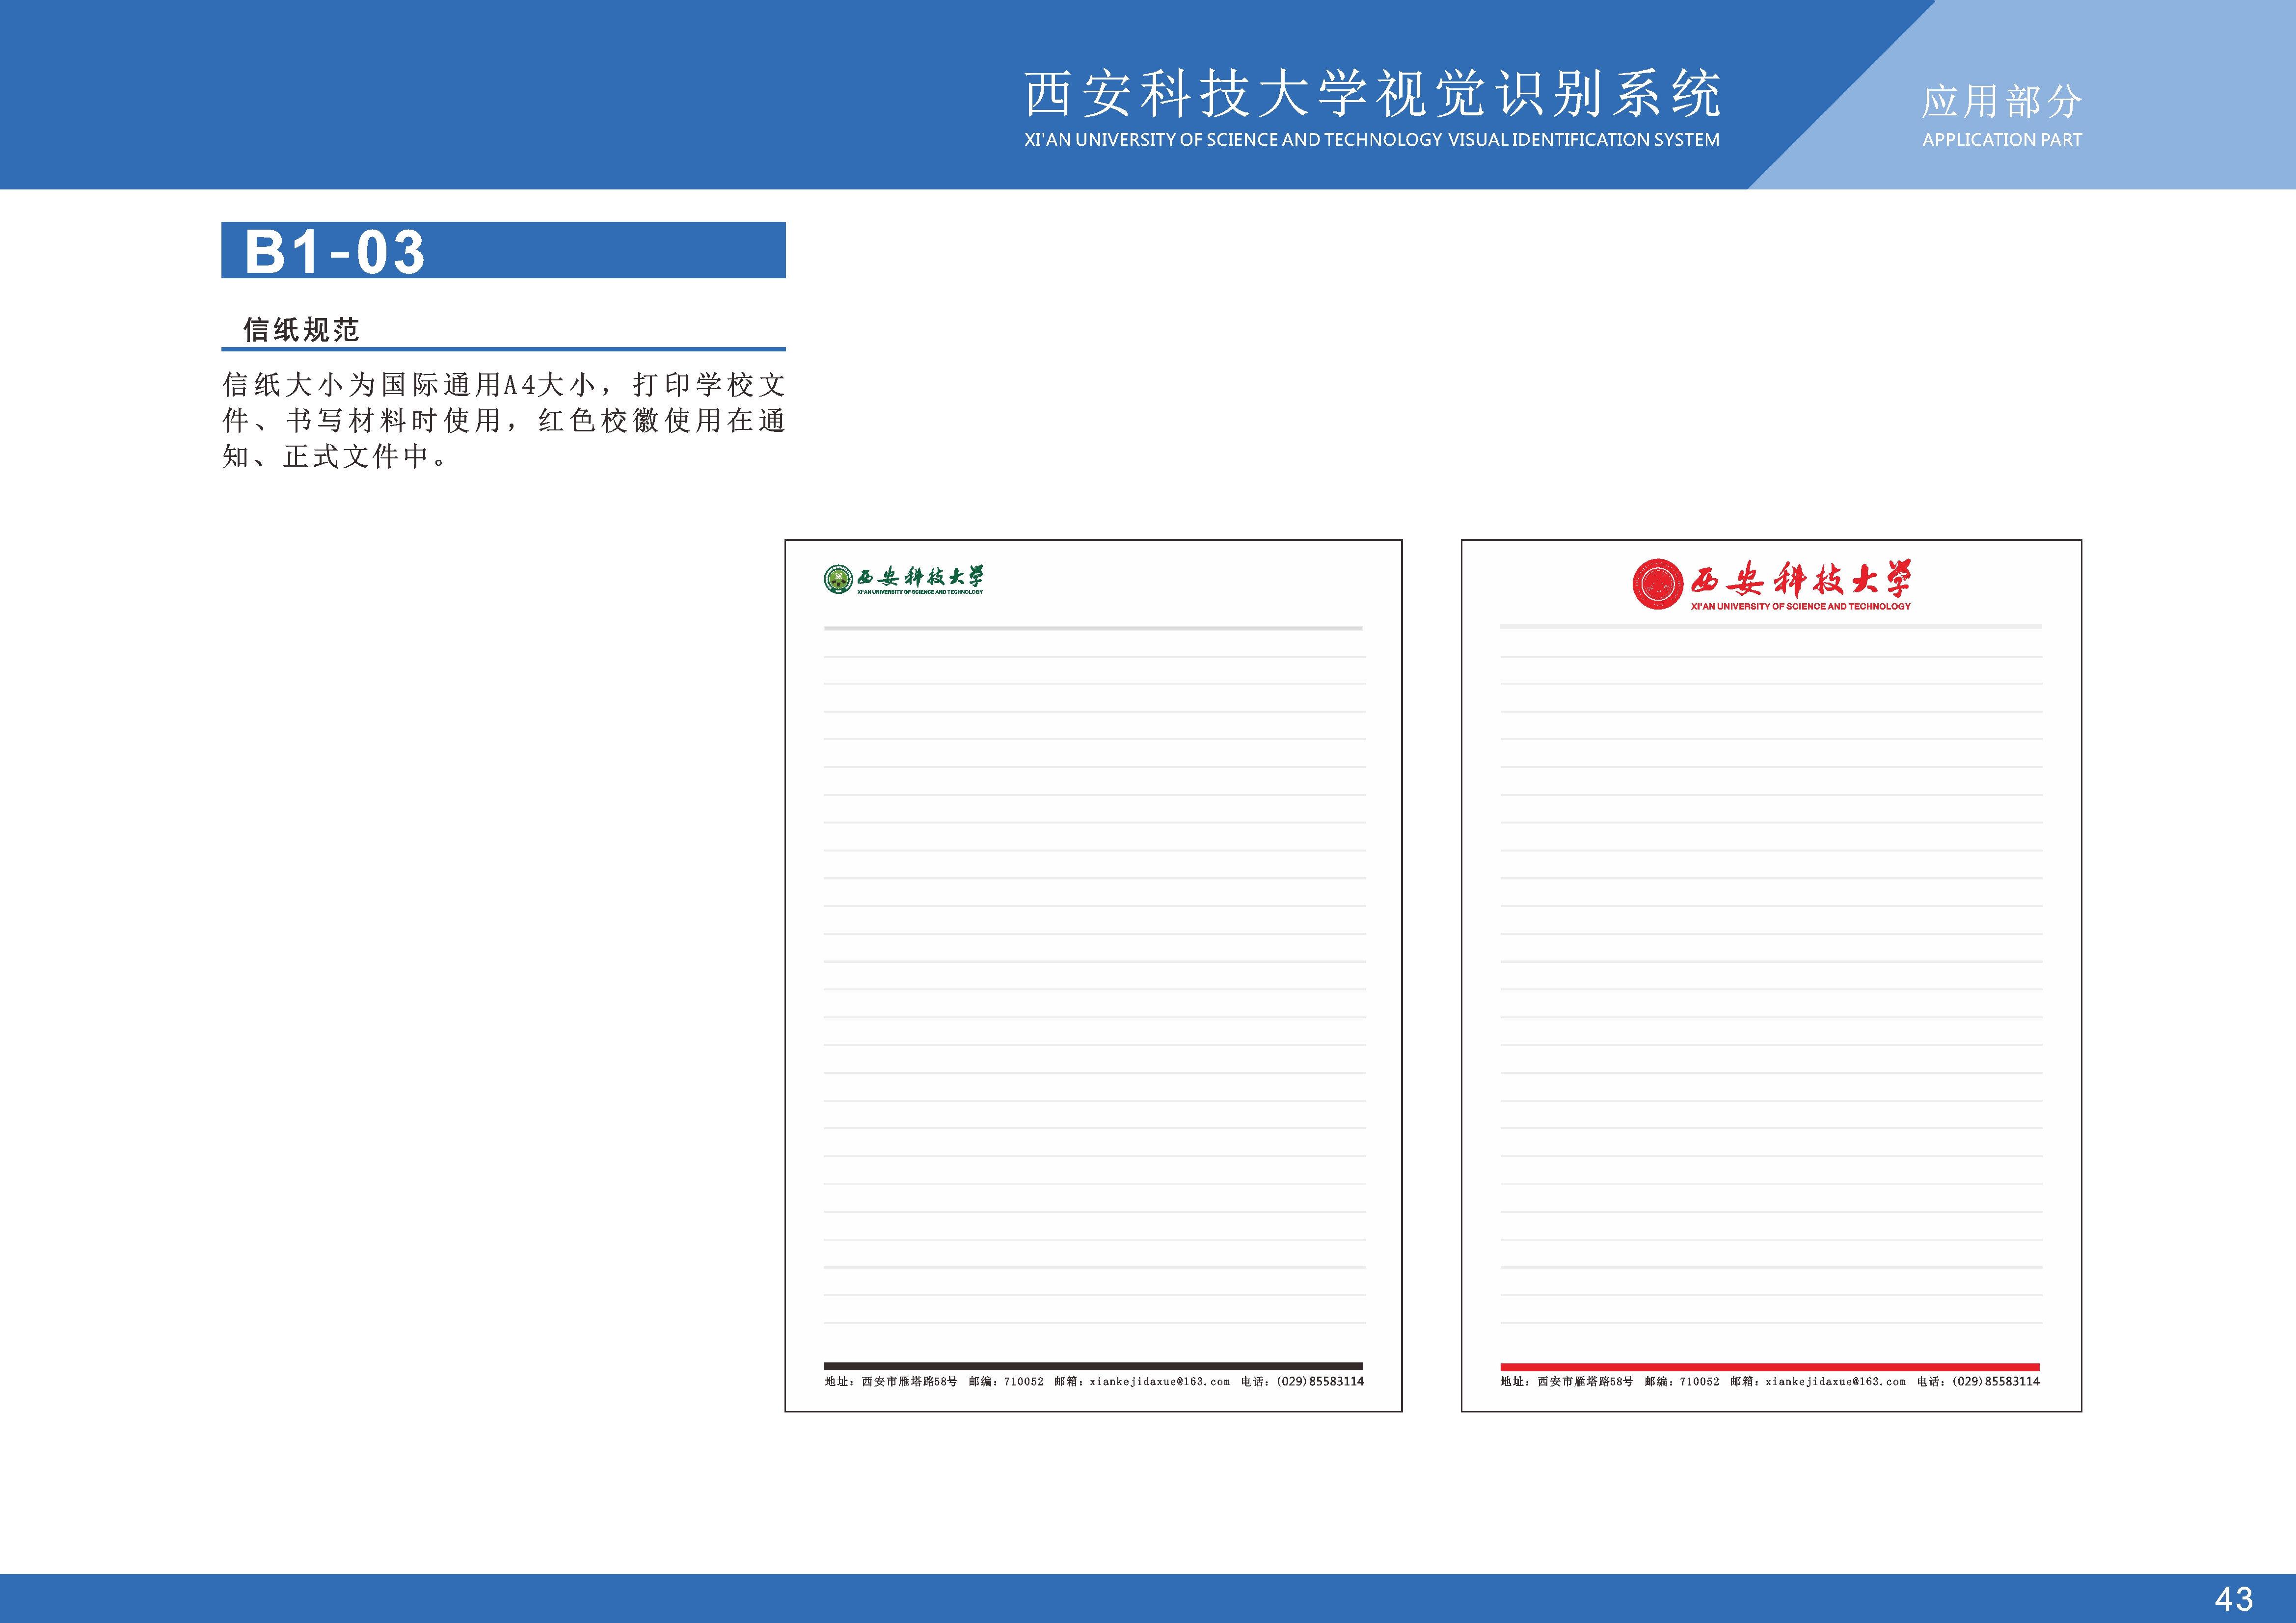 西安科技大学视觉识别系统
XI'AN UNIVERSITY OF SCIENCE AND TECHNOLOGY VISUAL IDENTIFICATION SYSTEM
应用部分
APPLICATION PART
B1-03
信纸规范
信纸大小为国际通用A4大小，打印学校文
件、书写材料时使用，红色校徽使用在通
知、正式文件中。
西安科技大学
XI'AN UNIVERSITY OF SCIENCE AND TECHNOLOGY
地址：西安市雁塔路58号 邮编：710052 邮箱：xiankejidaxue@163.com 电话：(029)85583114
西安科技大学
XI'AN UNIVERSITY OF SCIENCE AND TECHNOLOGY
地址：西安市雁塔路58号 邮编：710052 邮箱：xiankejidaxue@163.com 电话：(029)85583114
43